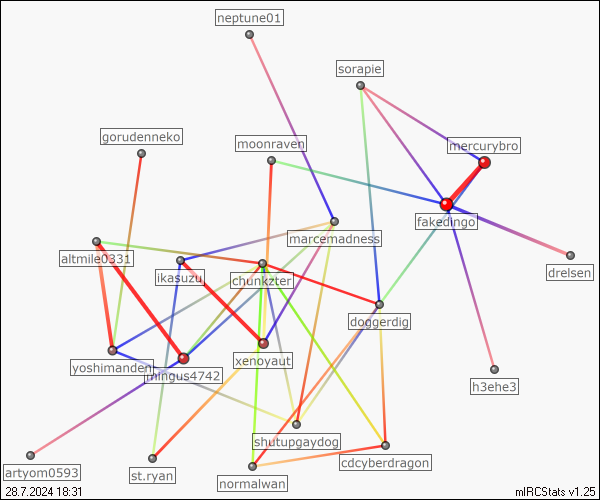 neptune01
sorapie
gorudenneko
moonraven
mercurybro
fakedingo
marcemadness
altmile0331
ikasuzu
chunkzter
drelsen
doggerdig
yoshimanden
mingus4742
xenoyaut
h3ehe3
shutupgaydog
artyom0593
st.ryan
cdcyberdragon
normalwan
28.7.2024 18:31
mIRCStats v1.25